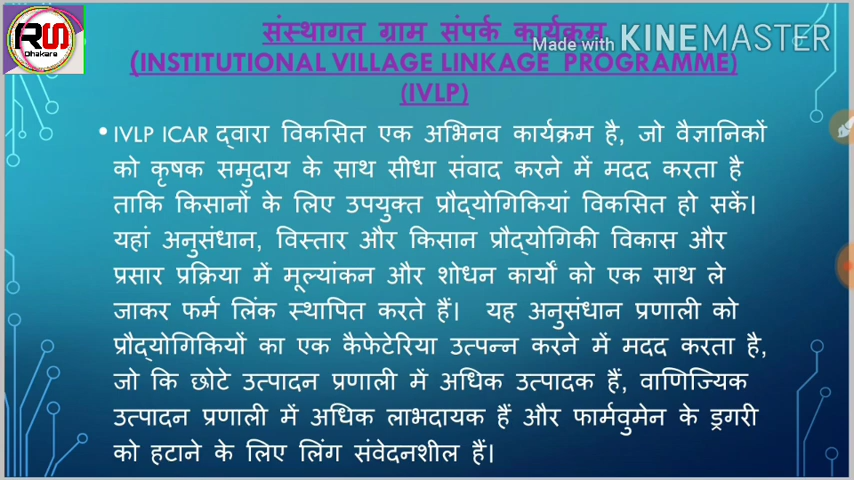 RS
Dhakare
संस्थागत ग्राम संपर्क कार्यक्रम
Made with KINEMASTER
(INSTITUTIONAL VILLAGE LINKAGE PROGRAMME)
(IVLP)
• IVLP ICAR द्वारा विकसित एक अभिनव कार्यक्रम है, जो वैज्ञानिकों
को कृषक समुदाय के साथ सीधा संवाद करने में मदद करता है
ताकि किसानों के लिए उपयुक्त प्रौद्योगिकियां विकसित हो सकें।
यहां अनुसंधान, विस्तार और किसान प्रौद्योगिकी विकास और
प्रसार प्रक्रिया में मूल्यांकन और शोधन कार्यों को एक साथ ले
जाकर फर्म लिंक स्थापित करते हैं। यह अनुसंधान प्रणाली को
प्रौद्योगिकियों का एक कैफेटेरिया उत्पन्न करने में मदद करता है,
जो कि छोटे उत्पादन प्रणाली में अधिक उत्पादक हैं, वाणिज्यिक
उत्पादन प्रणाली में अधिक लाभदायक हैं और फार्मवुमेन के ड्रगरी
को हटाने के लिए लिंग संवेदनशील हैं।